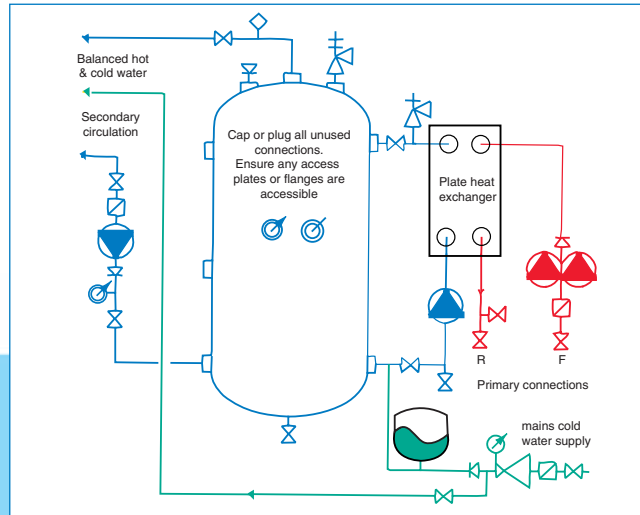 Balanced hot
& cold water
Secondary
circulation
Cap or plug all unused
connections.
Ensure any access
plates or flanges are
accessible
Plate heat
exchanger
R
F
Primary connections
mains cold
water supply